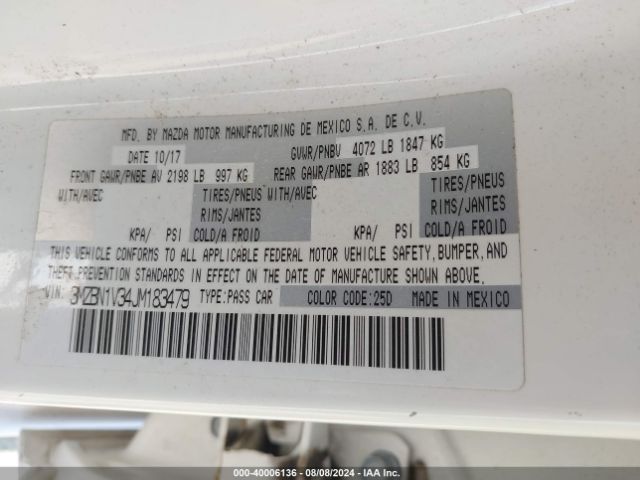 MFD. BY MAZDA MOTOR MANUFACTURING DE MEXICO S.A. DE C.V.
DATE 10/17 GVWR/PNBV 4072 LB 1847 KG
FRONT GAWR/PNBE AV 2198 LB 997 KG REAR GAWR/PNBE AR 1883 LB 854 KG
WITH/AVEC TIRES/PNEUS WITH/AVEC TIRES/PNEUS
RIMS/JANTES RIMS/JANTES
KPA/ PSI COLD/A FROID KPA/ PSI COLD/A FROID
THIS VEHICLE CONFORMS TO ALL APPLICABLE FEDERAL MOTOR VEHICLE SAFETY, BUMPER, AND
THEFT PREVENTION STANDARDS IN EFFECT ON THE DATE OF MANUFACTURE SHOWN ABOVE.
VIN: 3MZBN1V34JM183479 TYPE:PASS CAR COLOR CODE:25D MADE IN MEXICO
000-40006136 - 08/08/2024 - IAA Inc.